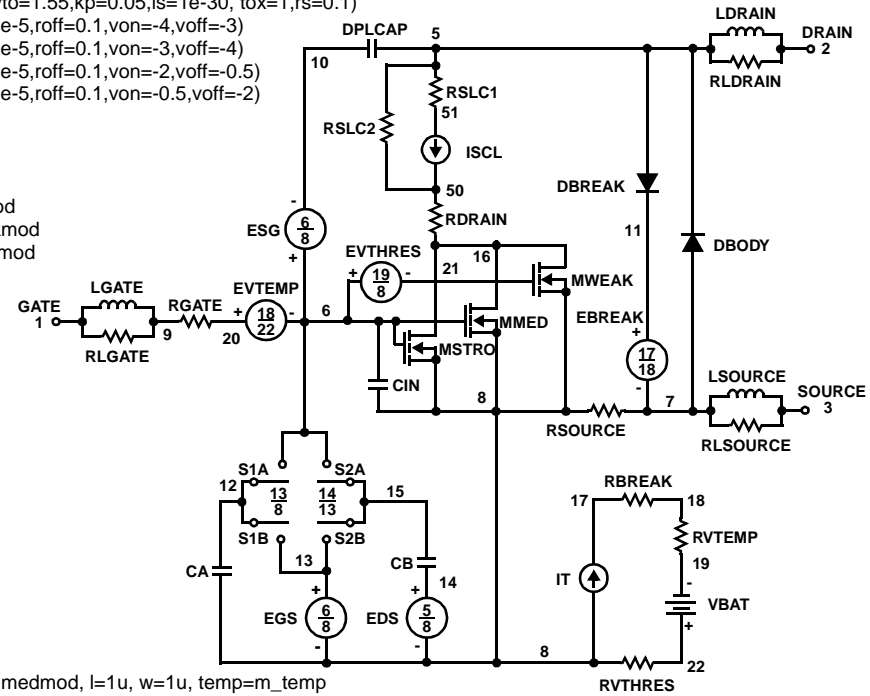 vto=1.55,kp=0.05,is=1e-30, tox=1,rs=0.1)
e-5,roff=0.1,von=-4,voff=-3)
e-5,roff=0.1,von=-3,voff=-4)
e-5,roff=0.1,von=-2,voff=-0.5)
e-5,roff=0.1,von=-0.5,voff=-2)
LDRAIN
DPLCAP
5
DRAIN
2
10
RLDRAIN
RSLC1
51
RSLC2
ISCL
50
DBREAK
RDRAIN
ESG
-
6
8
+
11
DBODY
EVTHRES
+
19
8
-
21
16
MWEAK
LGATE
RGATE
EVTEMP
GATE
1
+
18
22
-
6
MMED
EBREAK
+
9
20
RLGATE
MSTRO
17
18
-
LSOURCE
CIN
8
7
SOURCE
3
RSOURCE
RLSOURCE
S1A
S2A
12
13
8
14
13
15
RBREAK
17
18
S1B
S2B
RVTEMP
13
CB
19
CA
14
IT
-
VBAT
+
+
+
EGS
6
8
EDS
5
8
-
-
8
22
RVTHRES
medmod, l=1u, w=1u, temp=m_temp